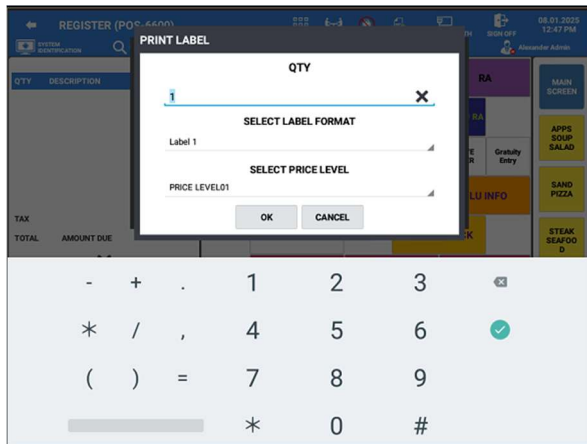 REGISTER (POS-6600)
SIGN OFF
08.01.2025
12:47 PM
SYSTEM
IDENTIFICATION
Alexander Admin
PRINT LABEL
QTY
1
SELECT LABEL FORMAT
Label 1
SELECT PRICE LEVEL
PRICE LEVEL01
OK CANCEL
Q'TY DESCRIPTION
TAX
TOTAL AMOUNT DUE
RA
RA
Gratuity
Entry
LU INFO
CK
MAIN
SCREEN
APPS
SOUP
SALAD
SAND
PIZZA
STEAK
SEAFOO
D
- + . 1 2 3
* / , 4 5 6
( ) = 7 8 9
* 0 #